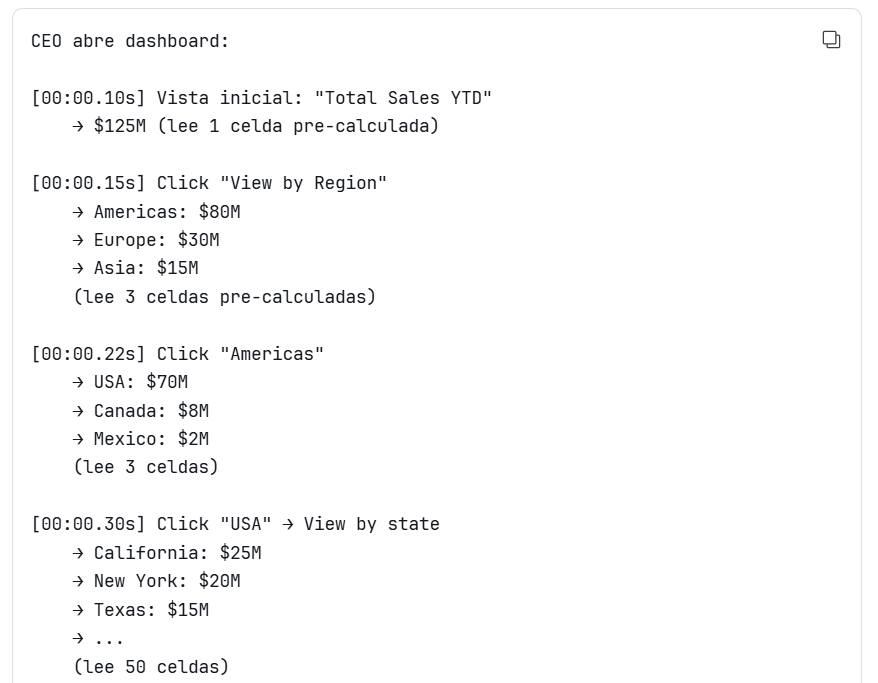 CEO abre dashboard:
[00:00.10s] Vista inicial: "Total Sales YTD"
→ $125M (lee 1 celda pre-calculada)
[00:00.15s] Click "View by Region"
→ Americas: $80M
→ Europe: $30M
→ Asia: $15M
(lee 3 celdas pre-calculadas)
[00:00.22s] Click "Americas"
→ USA: $70M
→ Canada: $8M
→ Mexico: $2M
(lee 3 celdas)
[00:00.30s] Click "USA" → View by state
→ California: $25M
→ New York: $20M
→ Texas: $15M
→ ...
(lee 50 celdas)